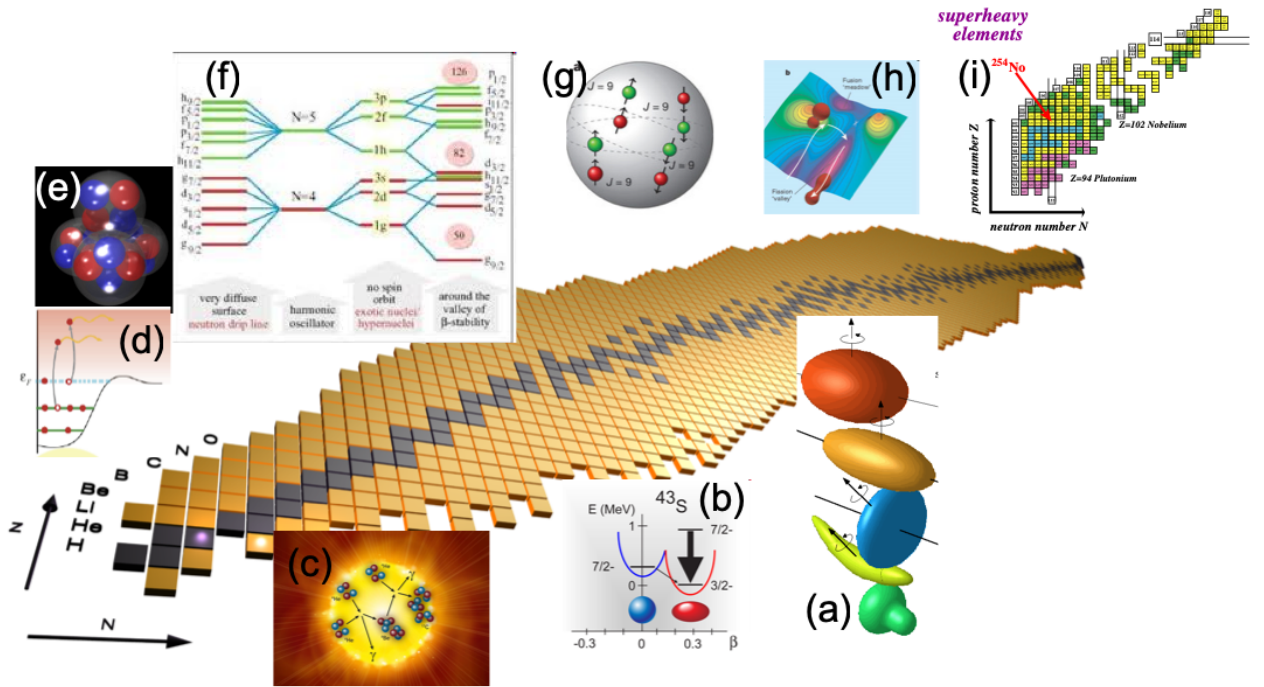 superheavy
elements
(i)
254No
Z=102 Nobelium
Z=94 Plutonium
proton number Z
neutron number N
114
(f)
126
82
50
N=5
N=4
3p
2f
1h
3s
2d
1g
h9/2
f5/2
p1/2
p3/2
f7/2
h11/2
g7/2
d3/2
s1/2
d5/2
g9/2
p1/2
f5/2
i11/2
p3/2
h9/2
f7/2
d3/2
h11/2
s1/2
g7/2
d5/2
g9/2
very diffuse
surface
neutron drip line
harmonic
oscillator
no spin
orbit
exotic nuclei/
hypernuclei
around the
valley of
β-stability
(g)
J = 9
J = 9
J = 9
J = 9
b
(h)
Fusion
"meadow"
Fission
"valley"
(e)
(d)
εF
O
N
C
B
Be
Li
He
H
Z
N
(c)
γ
γ
(b)
43S
E (MeV)
1
0
7/2-
7/2-
3/2-
-0.3
0
0.3
β
(a)